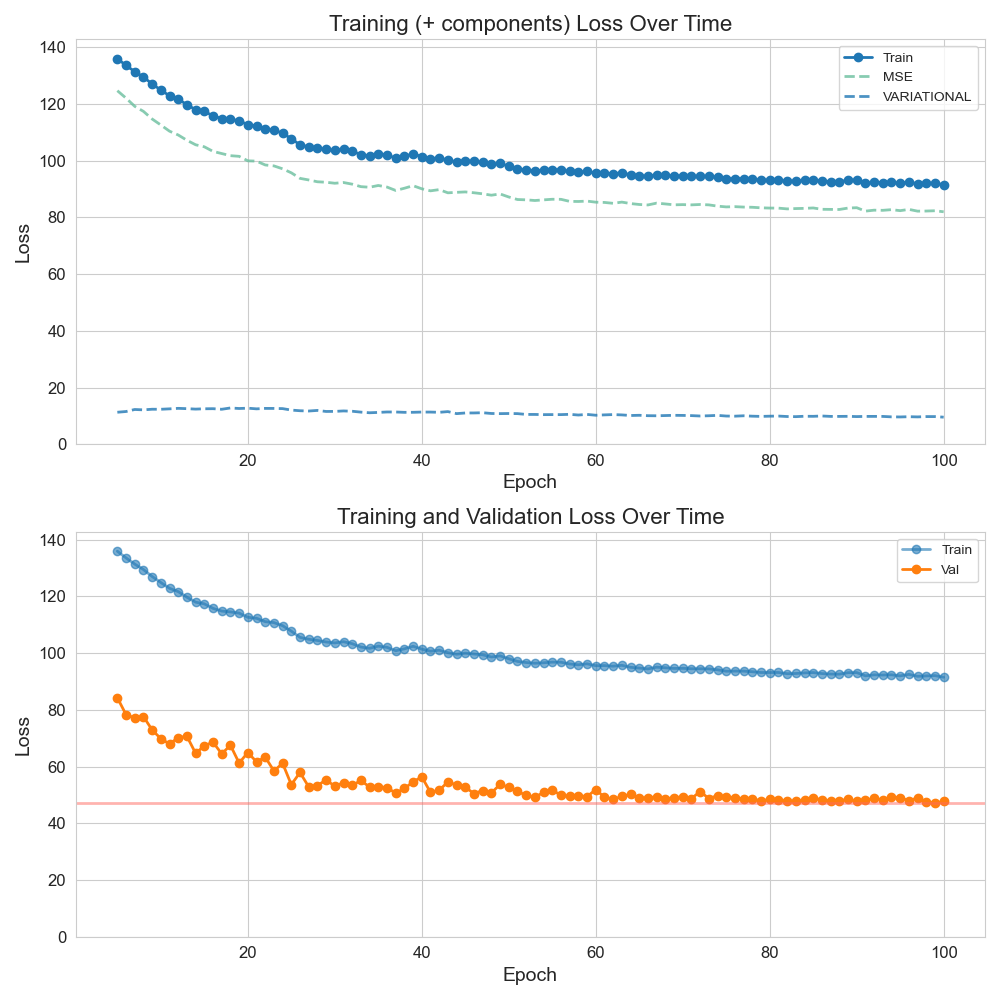 Training (+ components) Loss Over Time
140
120
100
80
60
40
20
0
Loss
Train
MSE
VARIATIONAL
20 40 60 80 100
Epoch
Training and Validation Loss Over Time
140
120
100
80
60
40
20
0
Loss
Train
Val
20 40 60 80 100
Epoch